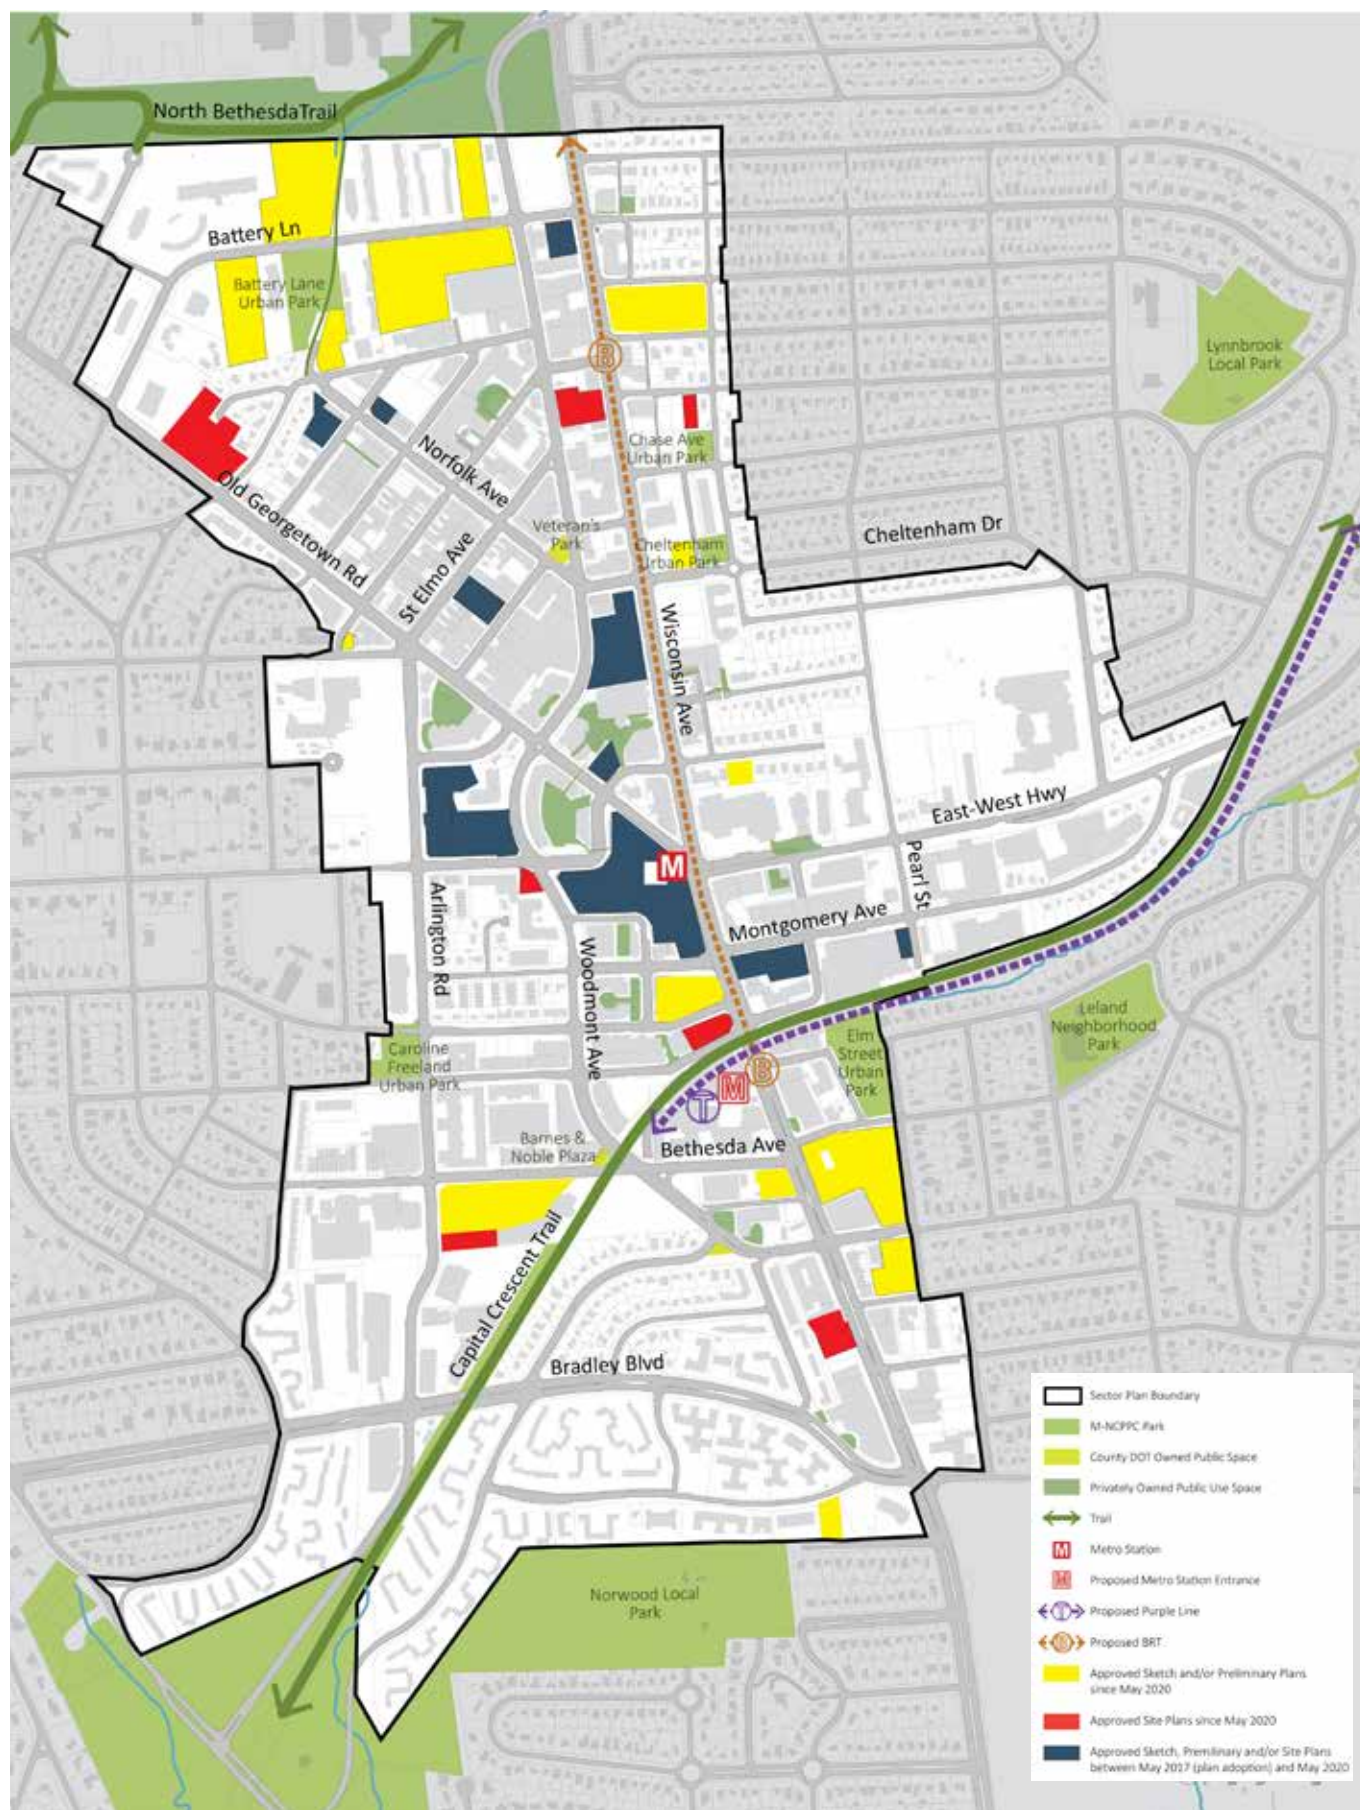 North BethesdaTrail
Battery Ln
Battery Lane
Urban Park
Lynnbrook
Local Park
B
Chase Ave
Urban Park
Norfolk Ave
Old Georgetown Rd
Veteran's
Park
Cheltenham Dr
Cheltenham
Urban Park
St Elmo Ave
Wisconsin Ave
East-West Hwy
Pearl St
M
Arlington Rd
Montgomery Ave
Woodmont Ave
Leland
Neighborhood
Park
Elm
Street
Urban
Park
Caroline
Freeland
Urban Park
B
M
T
Barnes &
Noble Plaza
Bethesda Ave
Capital Crescent Trail
Bradley Blvd
Norwood Local
Park
Sector Plan Boundary
M-NCPPC Park
County DOT Owned Public Space
Privately Owned Public Use Space
Trail
M Metro Station
M Proposed Metro Station Entrance
T Proposed Purple Line
B Proposed BRT
Approved Sketch and/or Preliminary Plans
since May 2020
Approved Site Plans since May 2020
Approved Sketch, Premilinary and/or Site Plans
between May 2017 (plan adoption) and May 2020